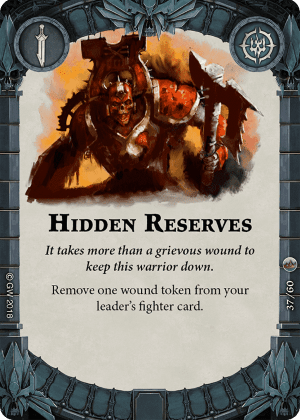 HIDDEN RESERVES
It takes more than a grievous wound to
keep this warrior down.
Remove one wound token from your
leader's fighter card.
© GW 2018
37/60